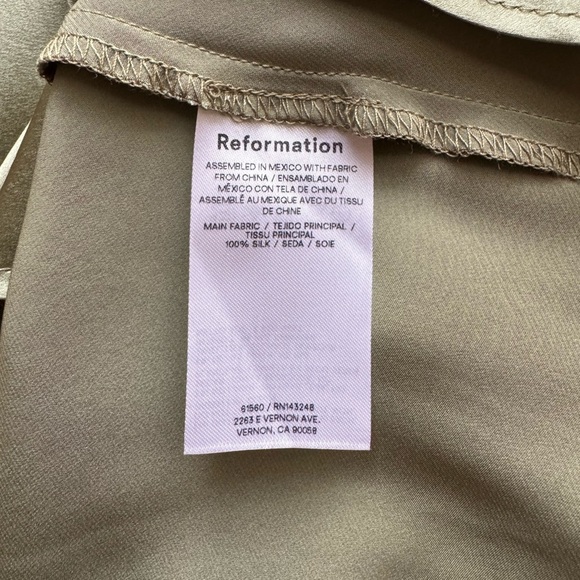 Reformation
ASSEMBLED IN MEXICO WITH FABRIC
FROM CHINA / ENSAMBLADO EN
MÉXICO CON TELA DE CHINA /
ASSEMBLÉ AU MEXIQUE AVEC DU TISSU
DE CHINE
MAIN FABRIC / TEJIDO PRINCIPAL /
TISSU PRINCIPAL
100% SILK / SEDA / SOIE
61560 / RN143248
2263 E VERNON AVE.
VERNON, CA 90058